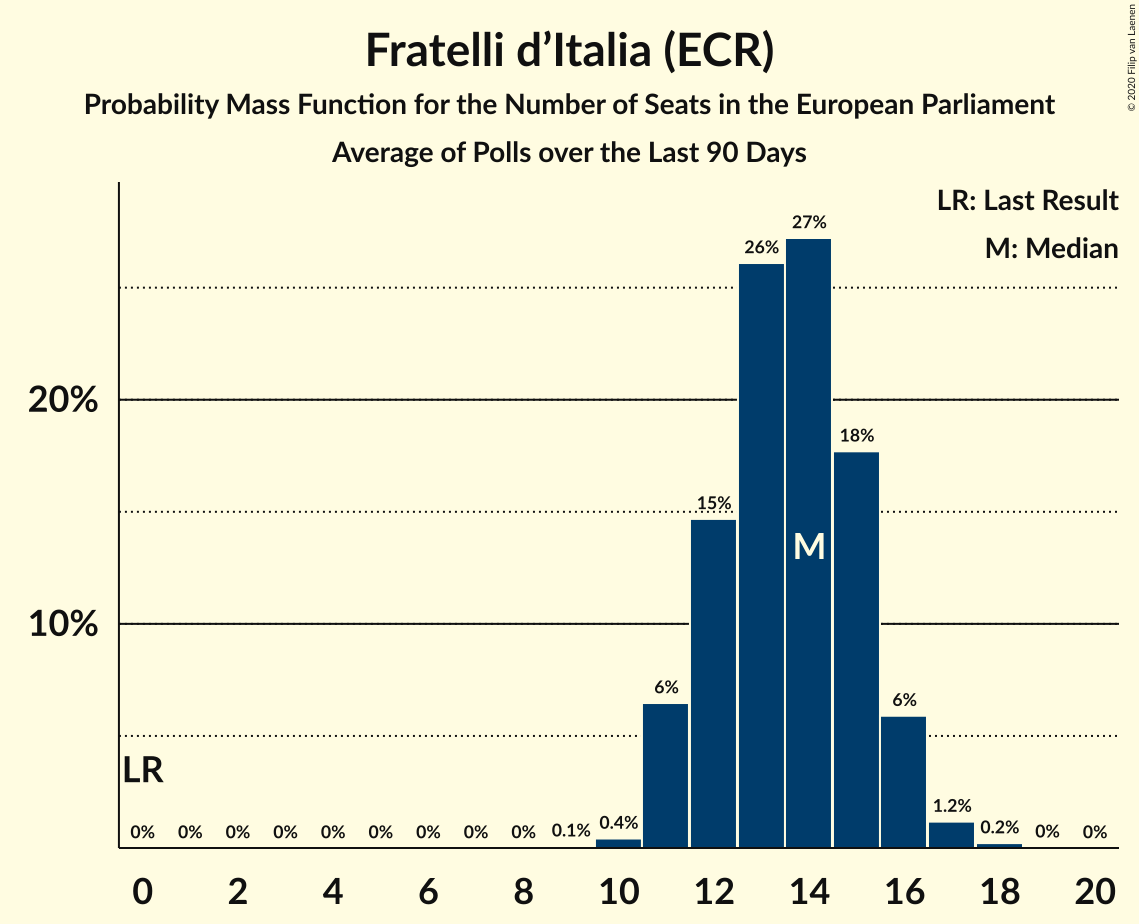 Fratelli d’Italia (ECR)
Probability Mass Function for the Number of Seats in the European Parliament
Average of Polls over the Last 90 Days
© 2020 Filip van Laenen
LR: Last Result
M: Median
27%
26%
20%
18%
15%
M
10%
6%
6%
LR
0% 0% 0% 0% 0% 0% 0% 0% 0% 0.1% 0.4% 1.2% 0.2% 0% 0%
0 2 4 6 8 10 12 14 16 18 20